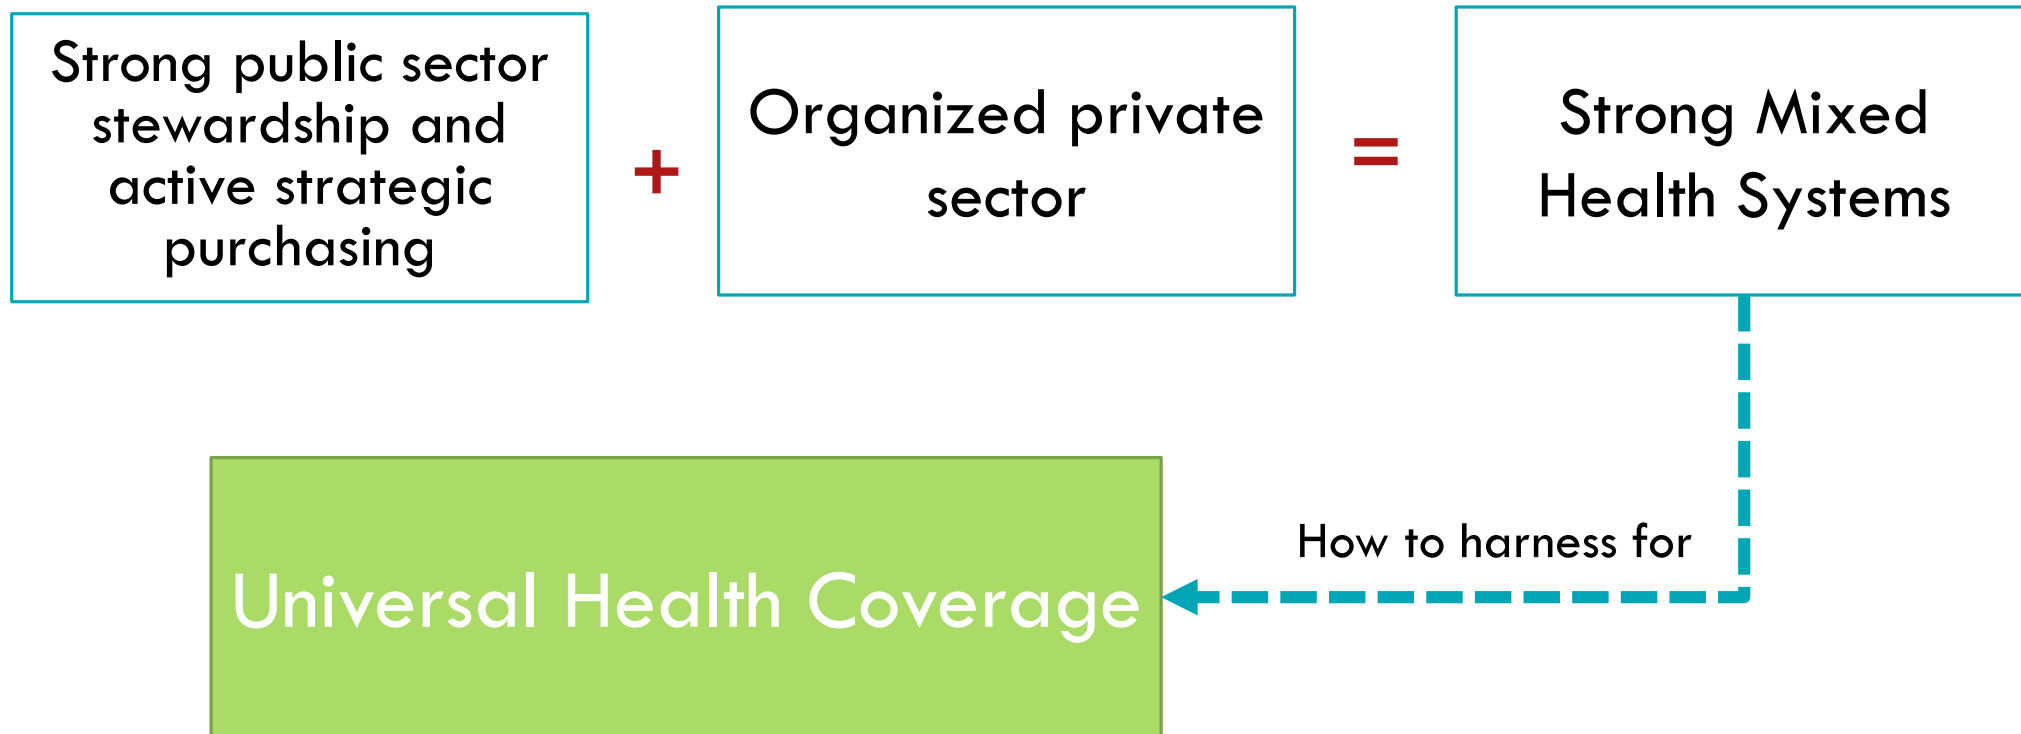 Strong public sector
stewardship and
active strategic
purchasing
+
Organized private
sector
=
Strong Mixed
Health Systems
How to harness for
Universal Health Coverage